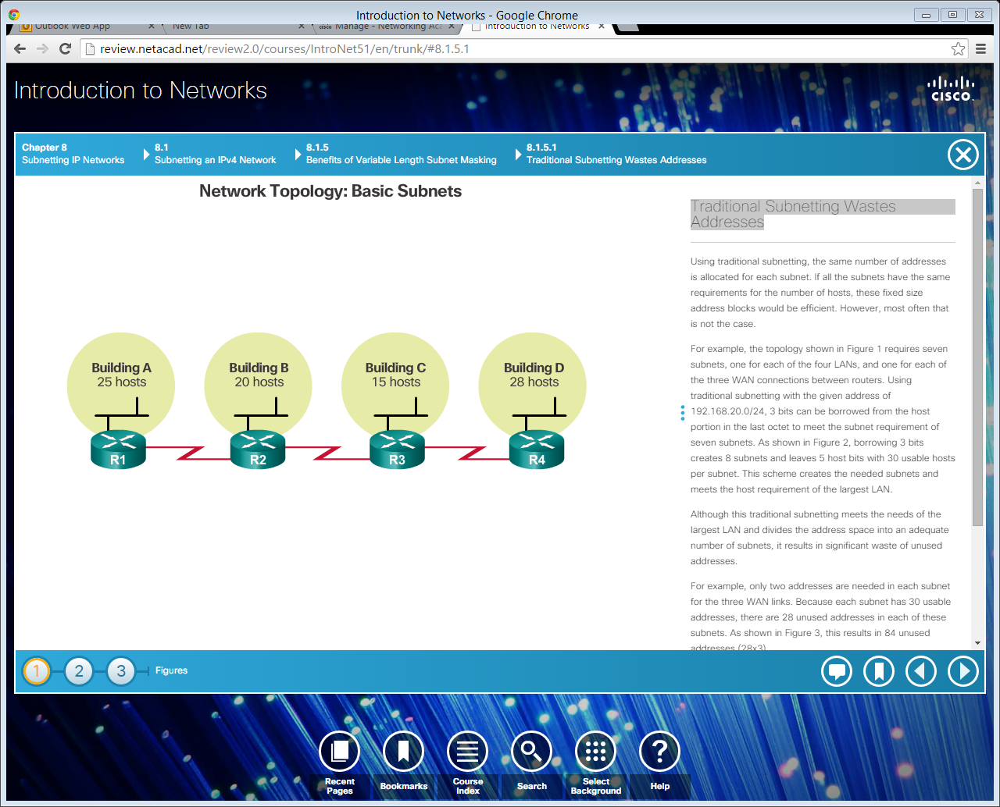 Introduction to Networks - Google Chrome
Outlook Web App
New Tab
Manage - Networking Aca
Introduction to Networks
review.netacad.net/review2.0/courses/IntroNet51/en/trunk/#8.1.5.1
Introduction to Networks
CISCO
Chapter 8
Subnetting IP Networks
8.1
Subnetting an IPv4 Network
8.1.5
Benefits of Variable Length Subnet Masking
8.1.5.1
Traditional Subnetting Wastes Addresses
Network Topology: Basic Subnets
Building A
25 hosts
Building B
20 hosts
Building C
15 hosts
Building D
28 hosts
R1
R2
R3
R4
Traditional Subnetting Wastes
Addresses
Using traditional subnetting, the same number of addresses
is allocated for each subnet. If all the subnets have the same
requirements for the number of hosts, these fixed size
address blocks would be efficient. However, most often that
is not the case.
For example, the topology shown in Figure 1 requires seven
subnets, one for each of the four LANs, and one for each of
the three WAN connections between routers. Using
traditional subnetting with the given address of
192.168.20.0/24, 3 bits can be borrowed from the host
portion in the last octet to meet the subnet requirement of
seven subnets. As shown in Figure 2, borrowing 3 bits
creates 8 subnets and leaves 5 host bits with 30 usable hosts
per subnet. This scheme creates the needed subnets and
meets the host requirement of the largest LAN.
Although this traditional subnetting meets the needs of the
largest LAN and divides the address space into an adequate
number of subnets, it results in significant waste of unused
addresses.
For example, only two addresses are needed in each subnet
for the three WAN links. Because each subnet has 30 usable
addresses, there are 28 unused addresses in each of these
subnets. As shown in Figure 3, this results in 84 unused
addresses (28x3)
1
2
3
Figures
Recent
Pages
Bookmarks
Course
Index
Search
Select
Background
?
Help